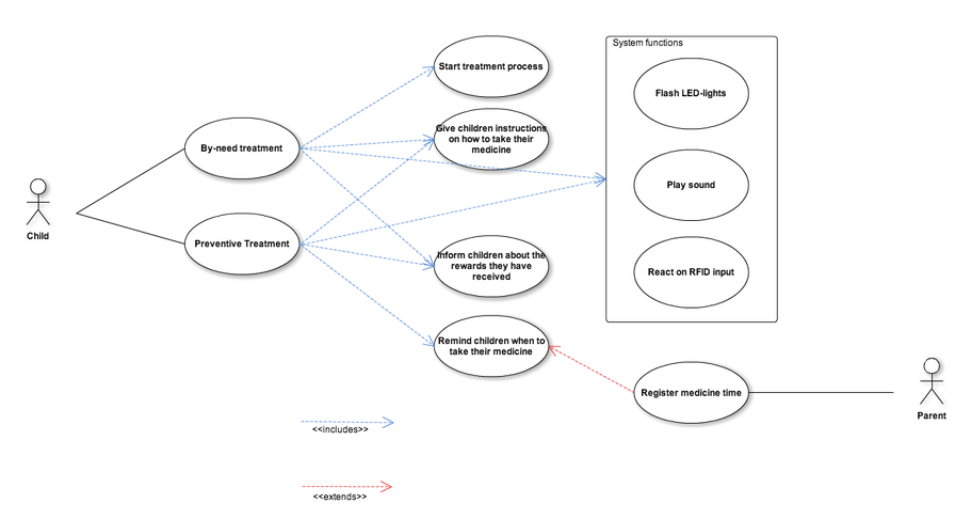 System functions
Start treatment process
Flash LED-lights
Give children instructions
on how to take their
medicine
By-need treatment
Play sound
Child
Preventive Treatment
Inform children about the
rewards they have
received
React on RFID input
Remind children when to
take their medicine
Register medicine time
Parent
<<includes>>
<<extends>>